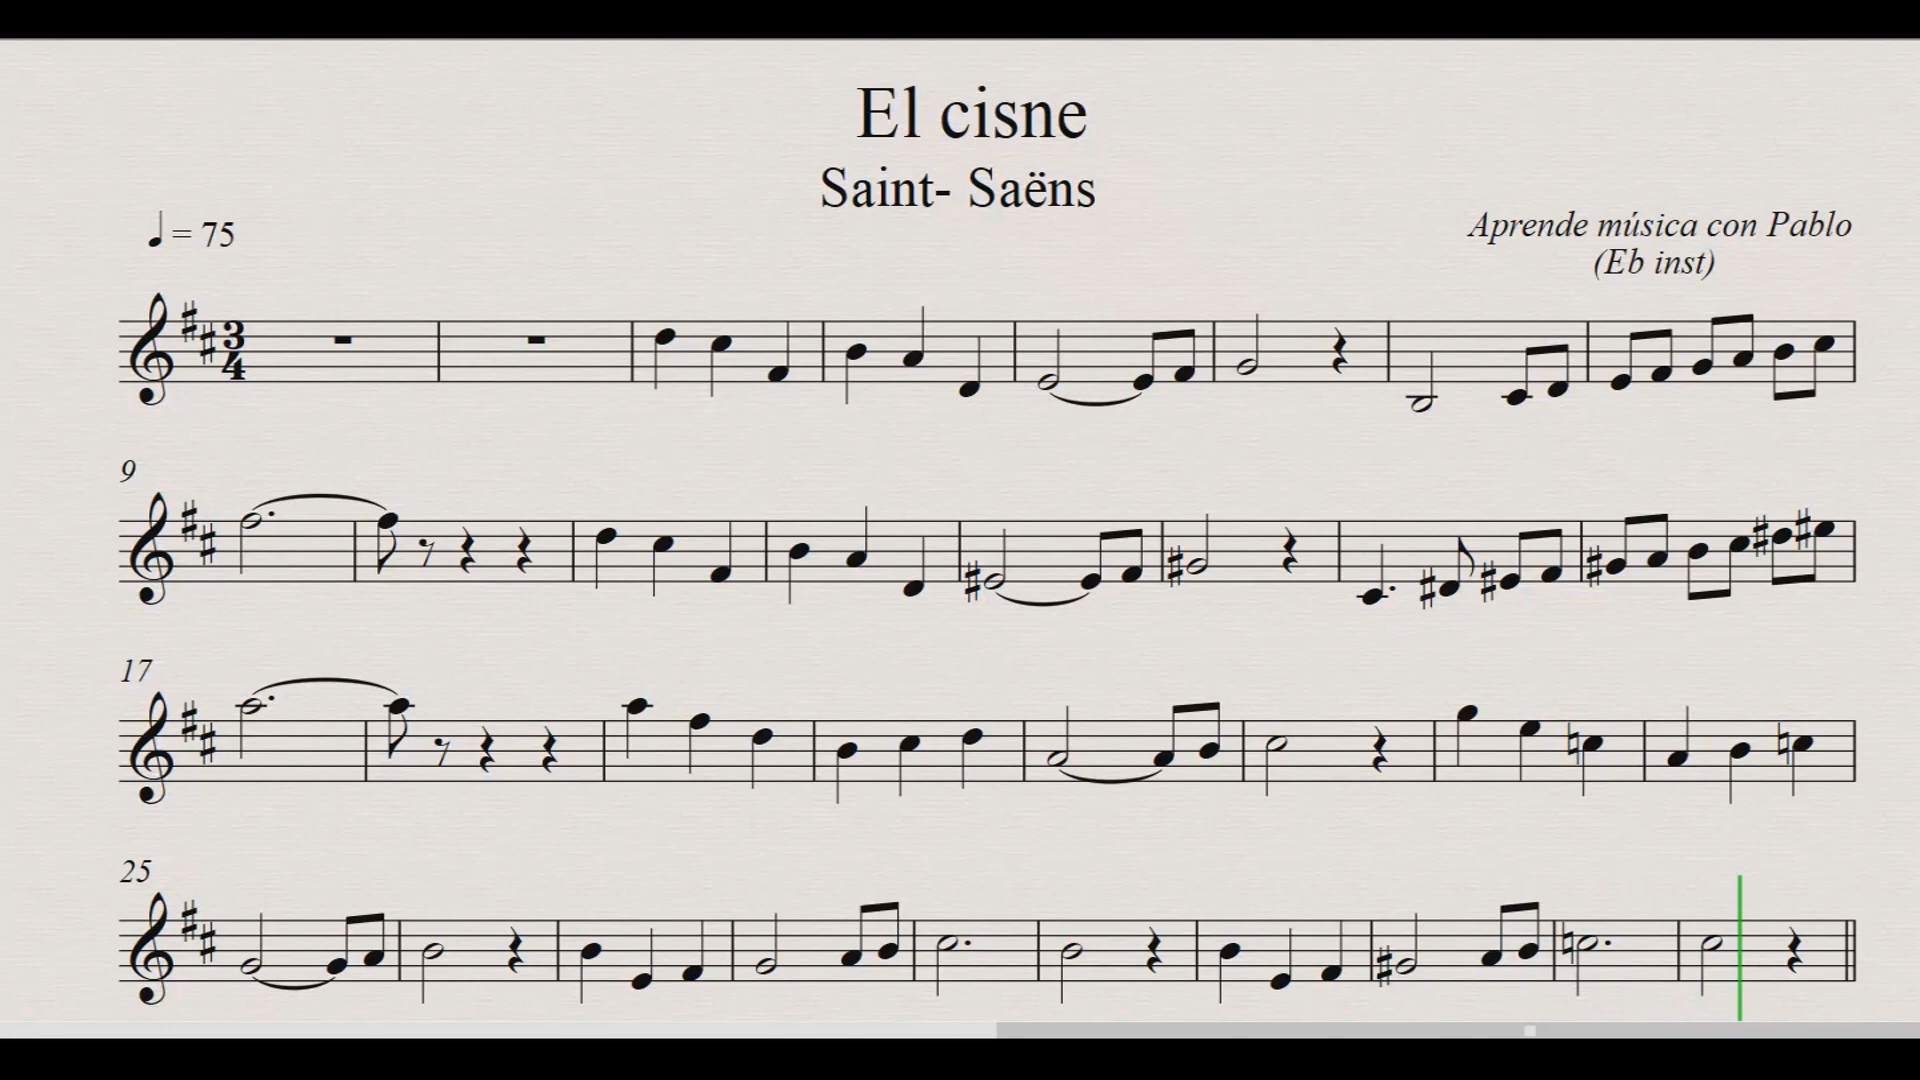 El cisne
Saint- Saëns
♩ = 75
Aprende música con Pablo
(Eb inst)
3
4
9
17
25